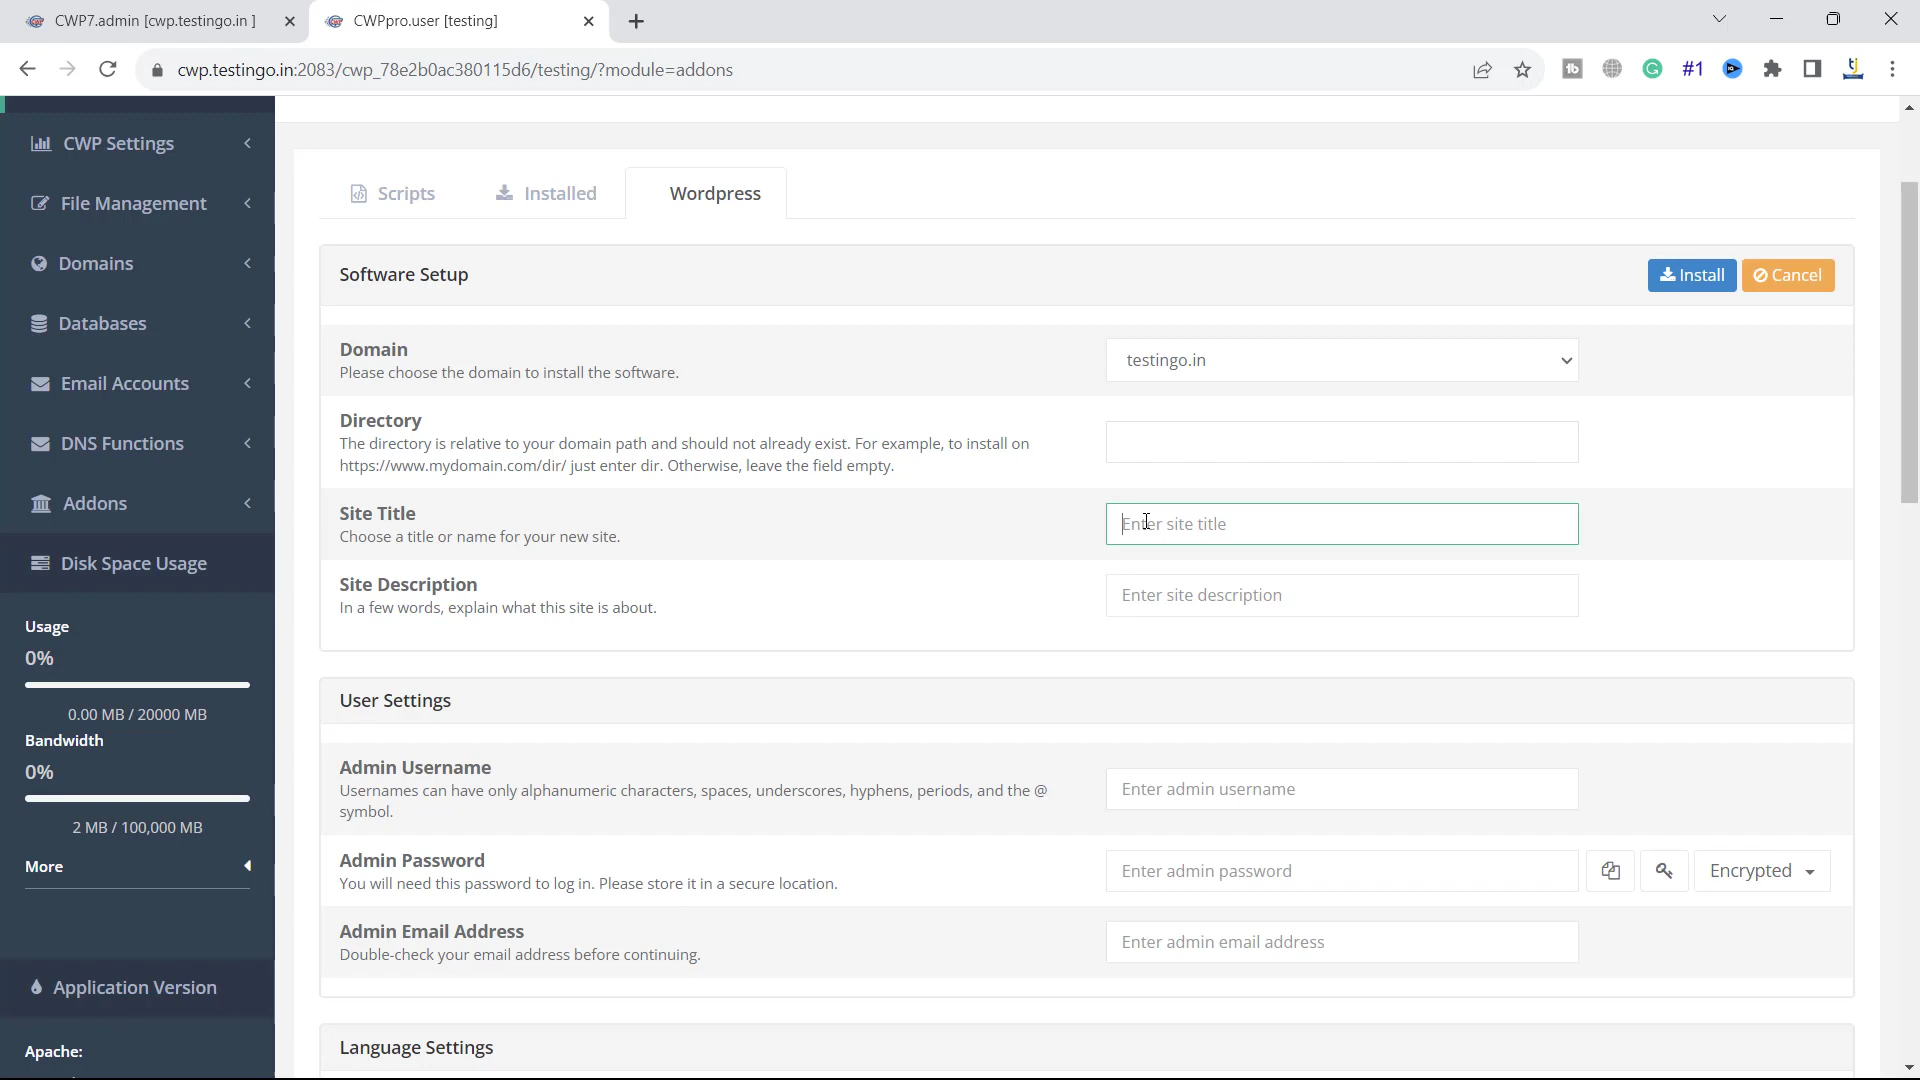 CWP7.admin [cwp.testingo.in ]
CWPpro.user [testing]
cwp.testingo.in:2083/cwp_78e2b0ac380115d6/testing/?module=addons
#1
CWP Settings
File Management
Domains
Databases
Email Accounts
DNS Functions
Addons
Disk Space Usage
Usage
0%
0.00 MB / 20000 MB
Bandwidth
0%
2 MB / 100,000 MB
More
Application Version
Apache:
Scripts
Installed
Wordpress
Software Setup
Install
Cancel
Domain
Please choose the domain to install the software.
testingo.in
Directory
The directory is relative to your domain path and should not already exist. For example, to install on
https://www.mydomain.com/dir/ just enter dir. Otherwise, leave the field empty.
Site Title
Choose a title or name for your new site.
Enter site title
Site Description
In a few words, explain what this site is about.
Enter site description
User Settings
Admin Username
Usernames can have only alphanumeric characters, spaces, underscores, hyphens, periods, and the @
symbol.
Enter admin username
Admin Password
You will need this password to log in. Please store it in a secure location.
Enter admin password
Encrypted
Admin Email Address
Double-check your email address before continuing.
Enter admin email address
Language Settings